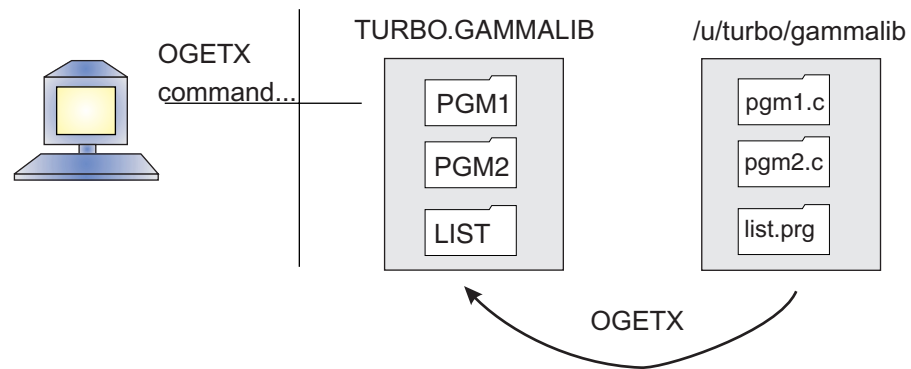 OGETX
command...
TURBO.GAMMALIB
PGM1
PGM2
LIST
/u/turbo/gammalib
pgm1.c
pgm2.c
list.prg
OGETX